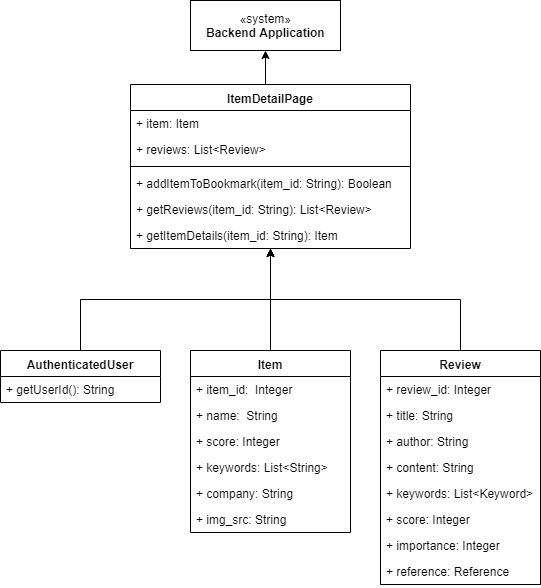 «system»
Backend Application
ItemDetailPage
+ item: Item
+ reviews: List<Review>
+ addItemToBookmark(item_id: String): Boolean
+ getReviews(item_id: String): List<Review>
+ getItemDetails(item_id: String): Item
AuthenticatedUser
+ getUserId(): String
Item
+ item_id:  Integer
+ name:  String
+ score: Integer
+ keywords: List<String>
+ company: String
+ img_src: String
Review
+ review_id: Integer
+ title: String
+ author: String
+ content: String
+ keywords: List<Keyword>
+ score: Integer
+ importance: Integer
+ reference: Reference